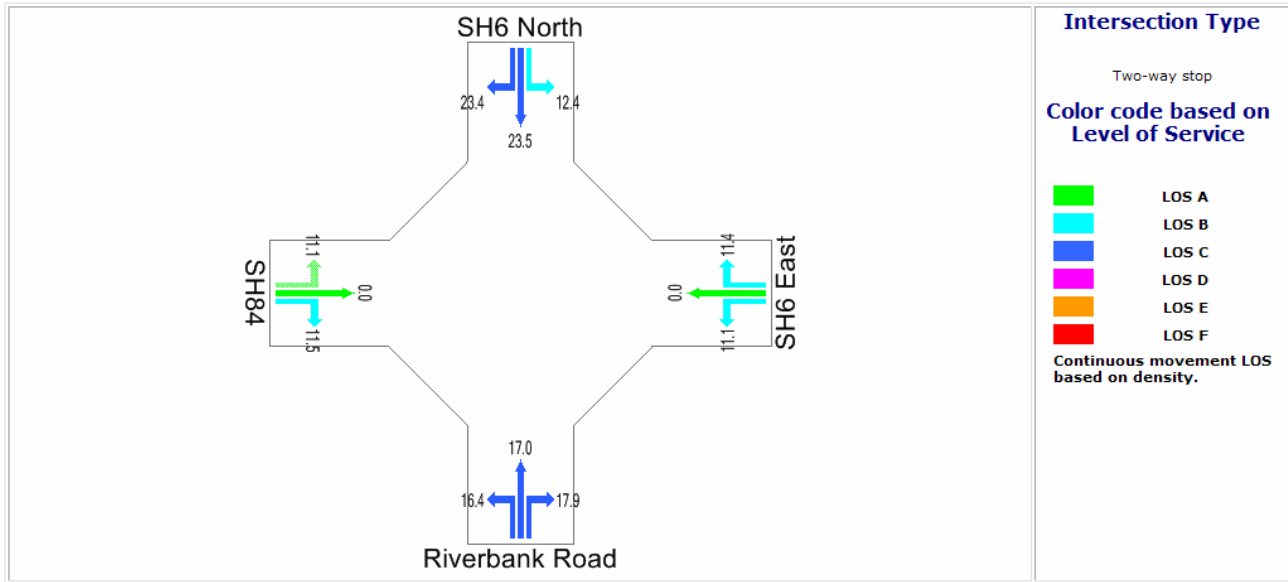 SH6 North
23.4
12.4
23.5
SH84
11.1
0.0
11.5
11.4
0.0
11.1
SH6 East
17.0
16.4
17.9
Riverbank Road
Intersection Type
Two-way stop
Color code based on
Level of Service
LOS A
LOS B
LOS C
LOS D
LOS E
LOS F
Continuous movement LOS
based on density.